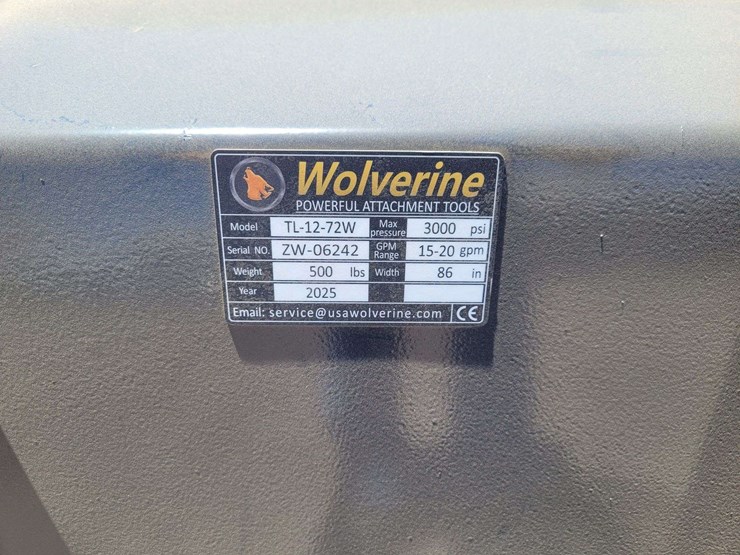 Wolverine
POWERFUL ATTACHMENT TOOLS
Model TL-12-72W Max pressure 3000 psi
Serial NO. ZW-06242 GPM Range 15-20 gpm
Weight 500 lbs Width 86 in
Year 2025
Email: service@usawolverine.com CE